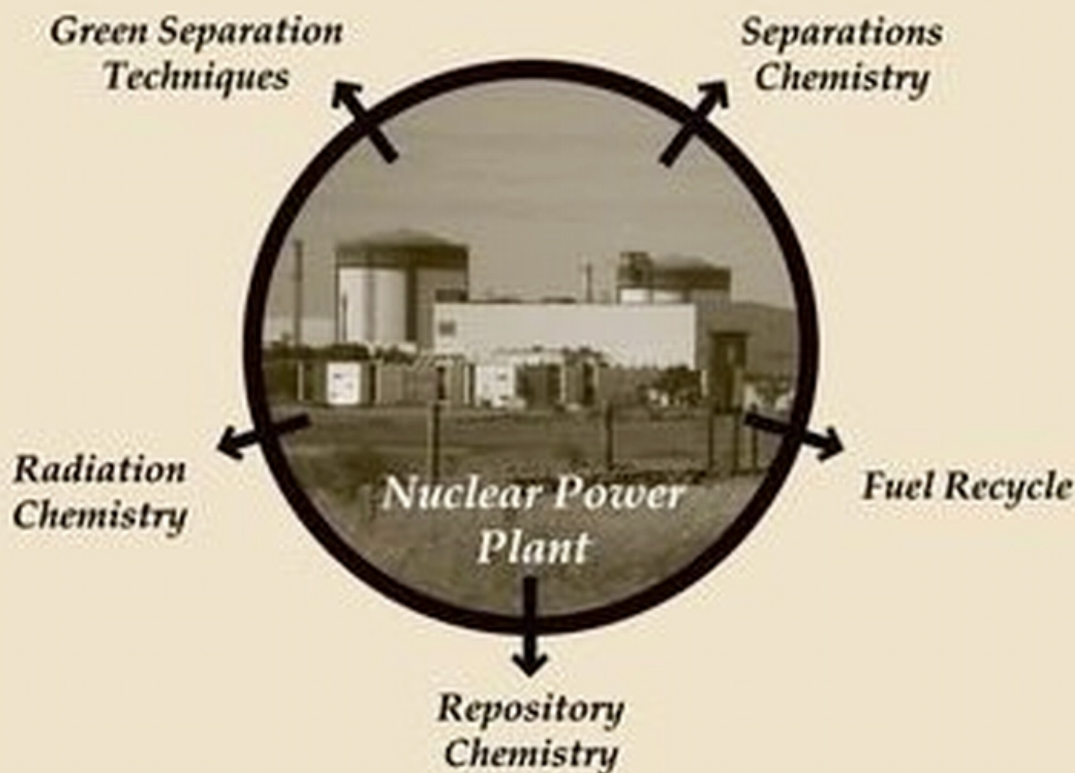 Green Separation
Techniques
Separations
Chemistry
Radiation
Chemistry
Fuel Recycle
Nuclear Power
Plant
Repository
Chemistry